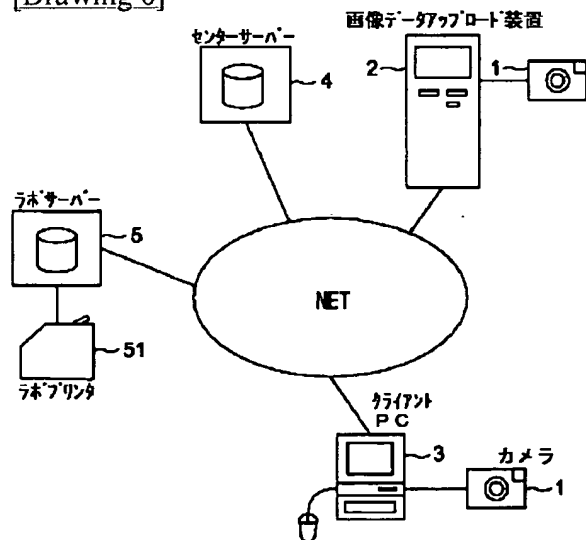 [Drawing 6]
画像データアップロード装置
センターサーバー
4
2
1
ラボサーバー
5
NET
51
ラボプリンタ
クライアント
PC
3
カメラ
1